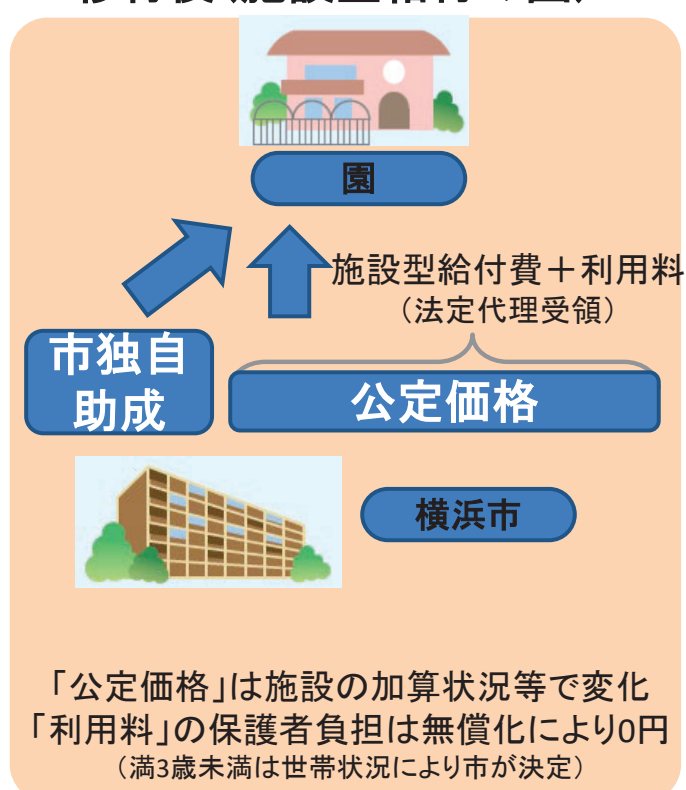 園
施設型給付費＋利用料
（法定代理受領）
市独自
助成
公定価格
横浜市
「公定価格」は施設の加算状況等で変化
「利用料」の保護者負担は無償化により0円
（満3歳未満は世帯状況により市が決定）